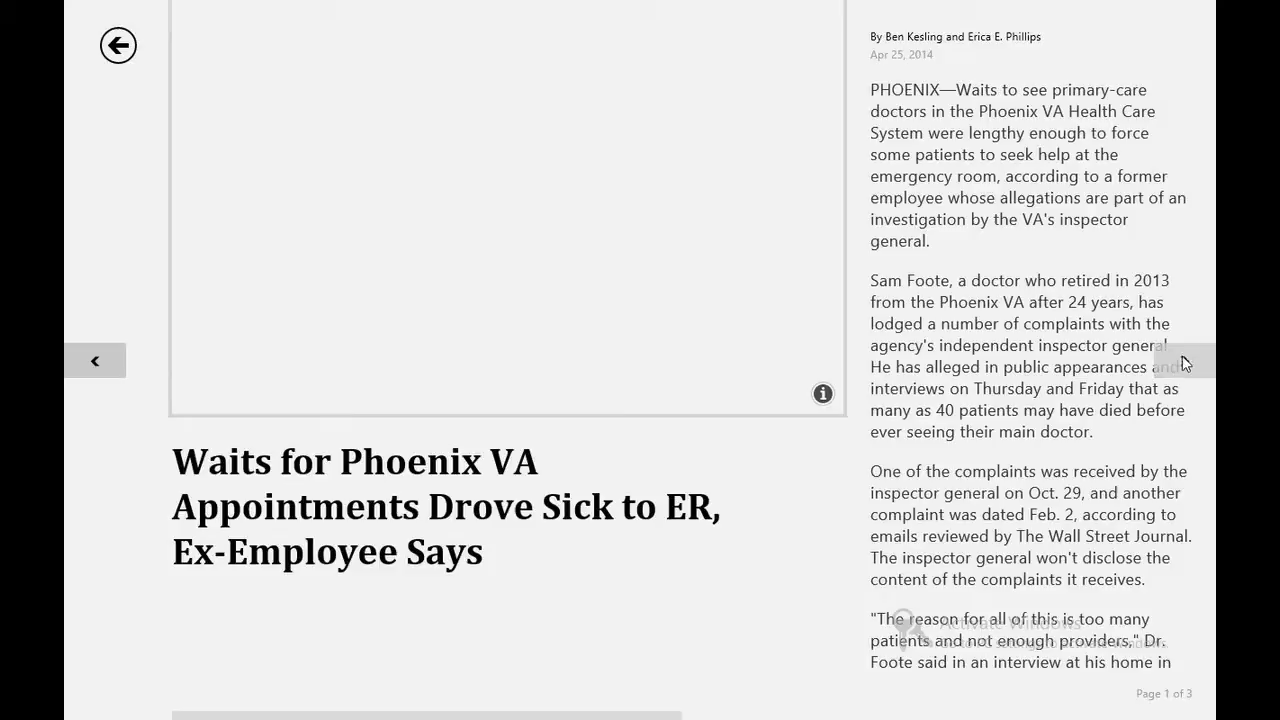 Waits for Phoenix VA
Appointments Drove Sick to ER,
Ex-Employee Says
By Ben Kesling and Erica E. Phillips
Apr 25, 2014
PHOENIX—Waits to see primary-care
doctors in the Phoenix VA Health Care
System were lengthy enough to force
some patients to seek help at the
emergency room, according to a former
employee whose allegations are part of an
investigation by the VA's inspector
general.
Sam Foote, a doctor who retired in 2013
from the Phoenix VA after 24 years, has
lodged a number of complaints with the
agency's independent inspector general.
He has alleged in public appearances and
interviews on Thursday and Friday that as
many as 40 patients may have died before
ever seeing their main doctor.
One of the complaints was received by the
inspector general on Oct. 29, and another
complaint was dated Feb. 2, according to
emails reviewed by The Wall Street Journal.
The inspector general won't disclose the
content of the complaints it receives.
"The reason for all of this is too many
patients and not enough providers," Dr.
Foote said in an interview at his home in
Activate Windows
Go to PC settings to activate Windows.
Page 1 of 3